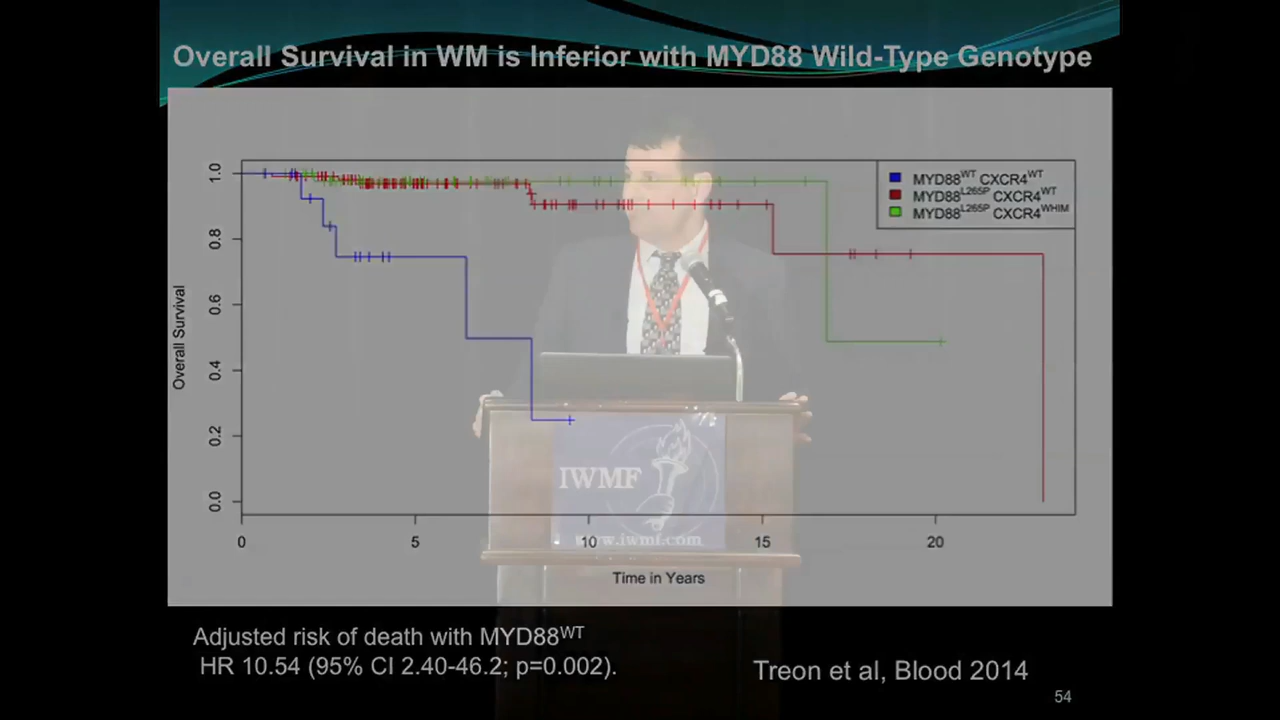 Overall Survival in WM is Inferior with MYD88 Wild-Type Genotype
MYD88WT CXCR4WT
MYD88L265P CXCR4WT
MYD88L265P CXCR4WHIM
1.0
0.8
0.6
0.4
0.2
0.0
Overall Survival
0 5 10 15 20
Time in Years
IWMF
www.iwmf.com
Adjusted risk of death with MYD88WT
HR 10.54 (95% CI 2.40-46.2; p=0.002).
Treon et al, Blood 2014
54